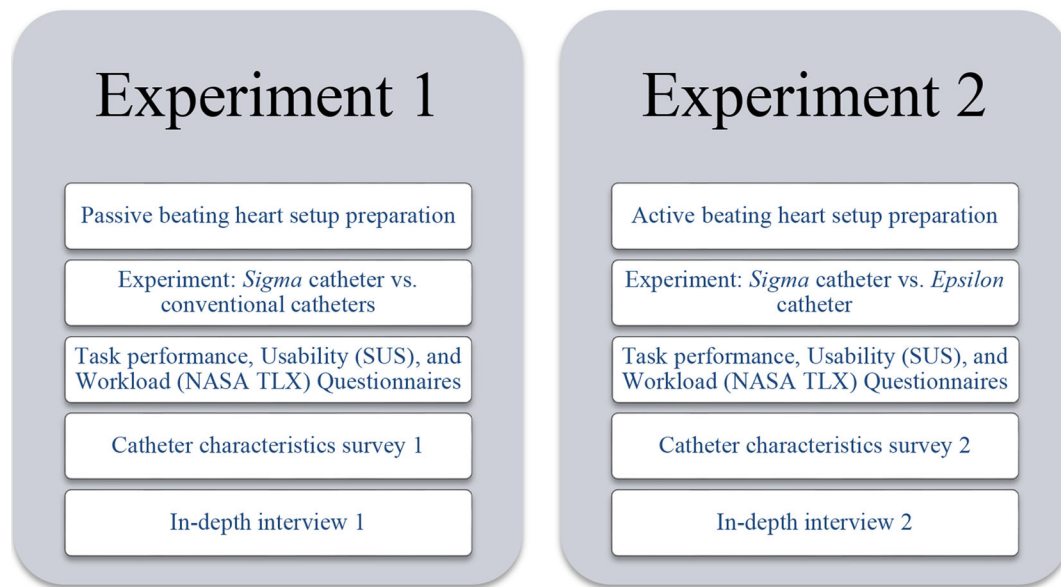 Experiment 1
Passive beating heart setup preparation
Experiment: Sigma catheter vs.
conventional catheters
Task performance, Usability (SUS), and
Workload (NASA TLX) Questionnaires
Catheter characteristics survey 1
In-depth interview 1
Experiment 2
Active beating heart setup preparation
Experiment: Sigma catheter vs. Epsilon
catheter
Task performance, Usability (SUS), and
Workload (NASA TLX) Questionnaires
Catheter characteristics survey 2
In-depth interview 2